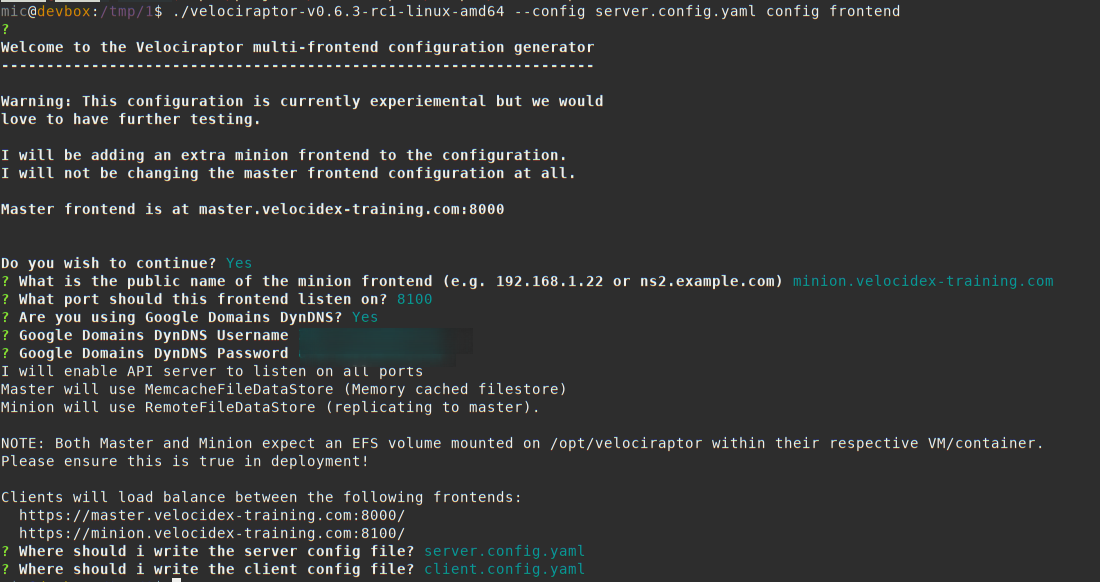 mic@devbox:/tmp/1$ ./velociraptor-v0.6.3-rc1-linux-amd64 --config server.config.yaml config frontend
?
Welcome to the Velociraptor multi-frontend configuration generator
------------------------------------------------------------------
Warning: This configuration is currently experiemental but we would
love to have further testing.
I will be adding an extra minion frontend to the configuration.
I will not be changing the master frontend configuration at all.
Master frontend is at master.velocidex-training.com:8000
Do you wish to continue? Yes
? What is the public name of the minion frontend (e.g. 192.168.1.22 or ns2.example.com) minion.velocidex-training.com
? What port should this frontend listen on? 8100
? Are you using Google Domains DynDNS? Yes
? Google Domains DynDNS Username
? Google Domains DynDNS Password
I will enable API server to listen on all ports
Master will use MemcacheFileDataStore (Memory cached filestore)
Minion will use RemoteFileDataStore (replicating to master).
NOTE: Both Master and Minion expect an EFS volume mounted on /opt/velociraptor within their respective VM/container.
Please ensure this is true in deployment!
Clients will load balance between the following frontends:
https://master.velocidex-training.com:8000/
https://minion.velocidex-training.com:8100/
? Where should i write the server config file? server.config.yaml
? Where should i write the client config file? client.config.yaml